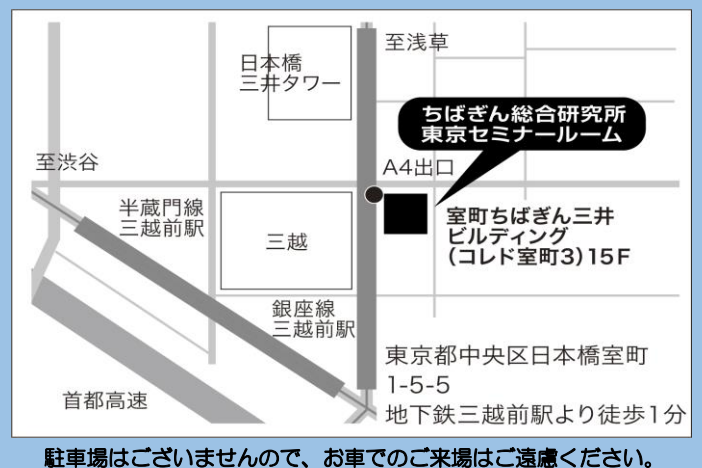 至浅草
日本橋
三井タワー
ちばぎん総合研究所
東京セミナールーム
至渋谷
A4出口
半蔵門線
三越前駅
三越
室町ちばぎん三井
ビルディング
(コレド室町3)15F
銀座線
三越前駅
東京都中央区日本橋室町
1-5-5
地下鉄三越前駅より徒歩1分
首都高速
駐車場はございませんので、お車でのご来場はご遠慮ください。